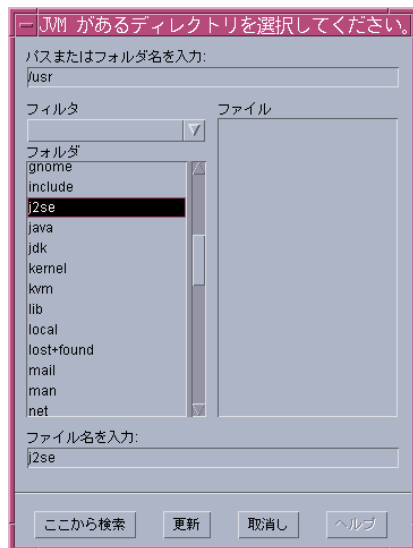 JVM があるディレクトリを選択してください。
パスまたはフォルダ名を入力:
/usr
フィルタ
ファイル
フォルダ
gnome
include
j2se
java
jdk
kernel
kvm
lib
local
lost+found
mail
man
net
ファイル名を入力:
j2se
ここから検索
更新
取消し
ヘルプ